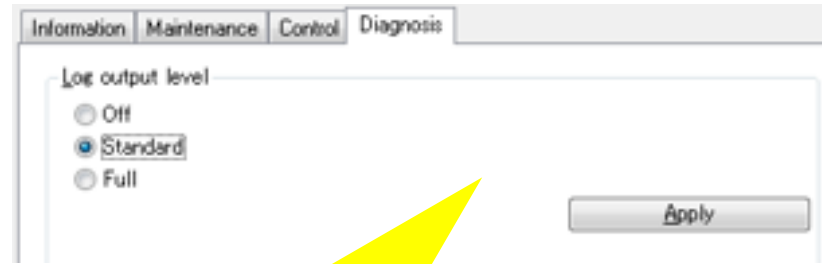 Information Maintenance Control Diagnosis
Log output level
Off
Standard
Full
Apply